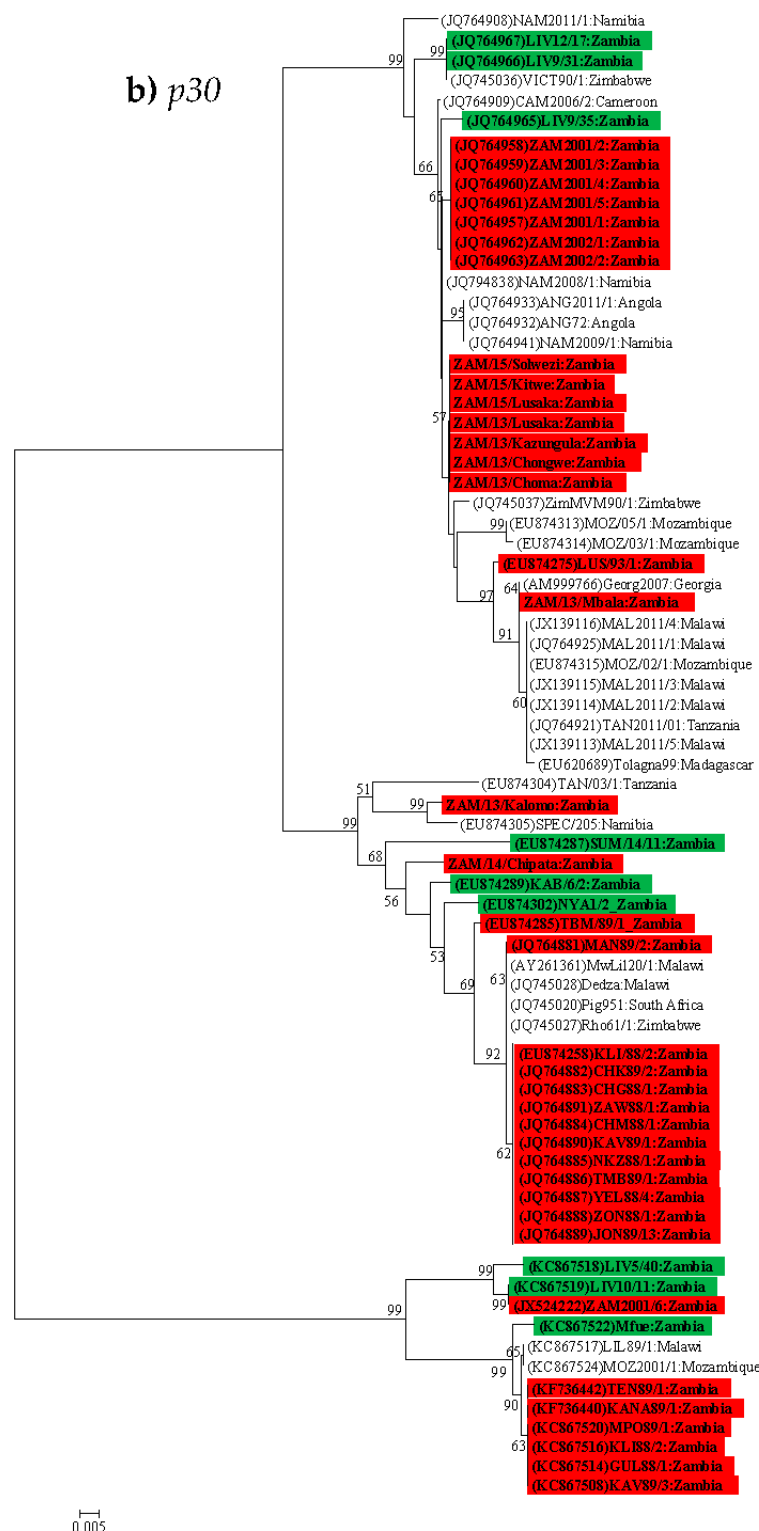 (JQ764908)NAM2011/1:Namibia
99
99
(JQ764967)LIV12/17:Zambia
(JQ764966)LIV9/31:Zambia
(JQ745036)VICT90/1:Zimbabwe
b) p30
(JQ764909)CAM2006/2:Cameroon
(JQ764965)LIV9/35:Zambia
(JQ764958)ZAM2001/2:Zambia
66
(JQ764959)ZAM2001/3:Zambia
(JQ764960)ZAM2001/4:Zambia
65
(JQ764961)ZAM2001/5:Zambia
(JQ764957)ZAM2001/1:Zambia
(JQ764962)ZAM2002/1:Zambia
(JQ764963)ZAM2002/2:Zambia
(JQ794838)NAM2008/1:Namibia
(JQ764933)ANG2011/1:Angola
95
(JQ764932)ANG72:Angola
(JQ764941)NAM2009/1:Namibia
ZAM/15/Solwezi:Zambia
ZAM/15/Kitwe:Zambia
ZAM/15/Lusaka:Zambia
57
ZAM/13/Lusaka:Zambia
ZAM/13/Kazungula:Zambia
ZAM/13/Chongwe:Zambia
ZAM/13/Choma:Zambia
(JQ745037)ZimMVM90/1:Zimbabwe
99
(EU874313)MOZ/05/1:Mozambique
(EU874314)MOZ/03/1:Mozambique
(EU874275)LUS/93/1:Zambia
64
(AM999766)Georg2007:Georgia
97
ZAM/13/Mbala:Zambia
(JX139116)MAL2011/4:Malawi
91
(JQ764925)MAL2011/1:Malawi
(EU874315)MOZ/02/1:Mozambique
(JX139115)MAL2011/3:Malawi
60
(JX139114)MAL2011/2:Malawi
(JQ764921)TAN2011/01:Tanzania
(JX139113)MAL2011/5:Malawi
(EU620689)Tolagna99:Madagascar
51
(EU874304)TAN/03/1:Tanzania
99
ZAM/13/Kalomo:Zambia
99
(EU874305)SPEC/205:Namibia
(EU874287)SUM/14/11:Zambia
68
ZAM/14/Chipata:Zambia
(EU874289)KAB/6/2:Zambia
56
(EU874302)NYA1/2_Zambia
(EU874285)TBM/89/1_Zambia
53
(JQ764881)MAN89/2:Zambia
(AY261361)MwLil20/1:Malawi
69
63
(JQ745028)Dedza:Malawi
(JQ745020)Pig951:South Africa
(JQ745027)Rho61/1:Zimbabwe
92
(EU874258)KLI/88/2:Zambia
(JQ764882)CHK89/2:Zambia
(JQ764883)CHG88/1:Zambia
(JQ764891)ZAW88/1:Zambia
(JQ764884)CHM88/1:Zambia
(JQ764890)KAV89/1:Zambia
62
(JQ764885)NKZ88/1:Zambia
(JQ764886)TMB89/1:Zambia
(JQ764887)YEL88/4:Zambia
(JQ764888)ZON88/1:Zambia
(JQ764889)JON89/13:Zambia
99
(KC867518)LIV5/40:Zambia
(KC867519)LIV10/11:Zambia
99
99
(JX524222)ZAM2001/6:Zambia
(KC867522)Mfue:Zambia
65
(KC867517)LIL89/1:Malawi
99
(KC867524)MOZ2001/1:Mozambique
(KF736442)TEN89/1:Zambia
90
(KF736440)KANA89/1:Zambia
(KC867520)MPO89/1:Zambia
63
(KC867516)KLI88/2:Zambia
(KC867514)GUL88/1:Zambia
(KC867508)KAV89/3:Zambia
0.005